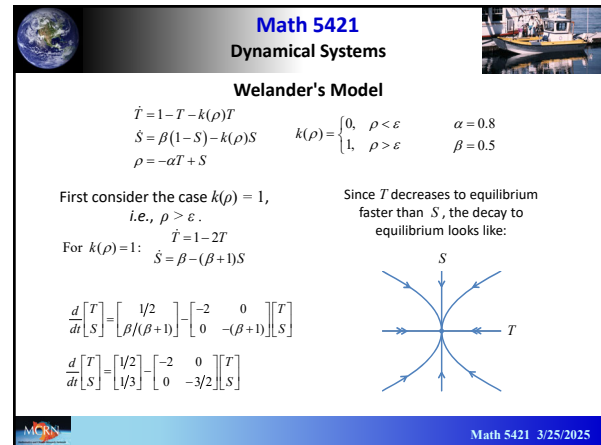 Math 5421
Dynamical Systems
Welander's Model
Ṫ = 1 − T − k(ρ)T
Ṡ = β(1 − S) − k(ρ)S
ρ = −αT + S
k(ρ) = {0, ρ < ε
1, ρ > ε
α = 0.8
β = 0.5
First consider the case k(ρ) = 1,
i.e., ρ > ε .
For k(ρ) = 1: Ṫ = 1 − 2T
Ṡ = β − (β + 1)S
d/dt [T S] = [1/2 β/(β + 1)] − [−2 0 0 −(β + 1)] [T S]
d/dt [T S] = [1/2 1/3] − [−2 0 0 −3/2] [T S]
Since T decreases to equilibrium
faster than S , the decay to
equilibrium looks like:
S
T
MCRN
Math 5421 3/25/2025